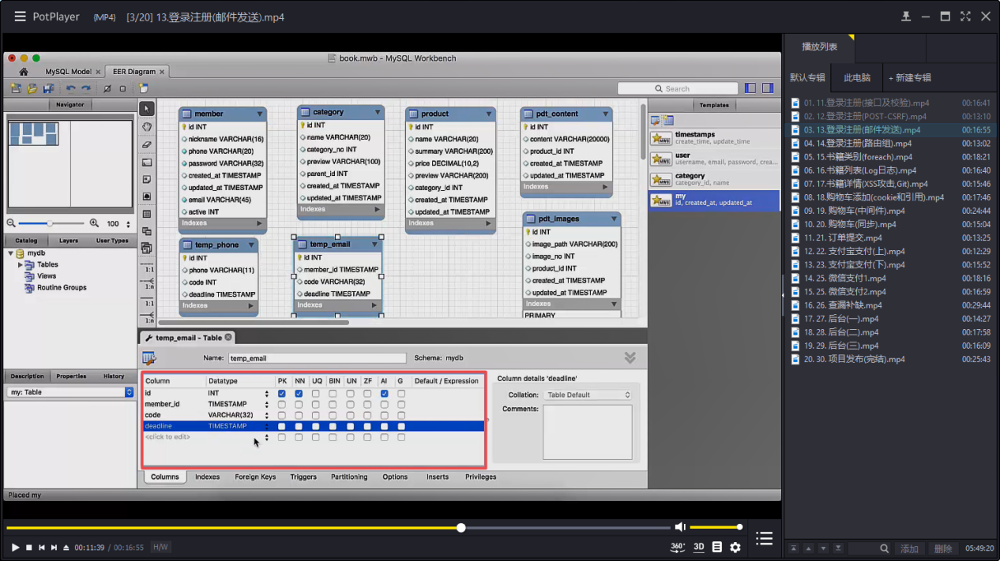 PotPlayer {MP4} [3/20] 13.登录注册(邮件发送).mp4
book.mwb - MySQL Workbench
MySQL Model × EER Diagram ×
Search
Navigator
100
Catalog Layers User Types
mydb
Tables
Views
Routine Groups
Description Properties History
my: Table
1:1
1:n
1:1
1:n
member
id INT
nickname VARCHAR(16)
phone VARCHAR(20)
password VARCHAR(32)
created_at TIMESTAMP
updated_at TIMESTAMP
email VARCHAR(45)
active INT
Indexes
category
id INT
name VARCHAR(20)
category_no INT
preview VARCHAR(100)
parent_id INT
created_at TIMESTAMP
updated_at TIMESTAMP
Indexes
product
id INT
name VARCHAR(20)
summary VARCHAR(200)
price DECIMAL(10,2)
preview VARCHAR(200)
category_id INT
created_at TIMESTAMP
updated_at TIMESTAMP
Indexes
pdt_content
id INT
content VARCHAR(20000)
product_id INT
created_at TIMESTAMP
updated_at TIMESTAMP
Indexes
temp_phone
id INT
phone VARCHAR(11)
code INT
deadline TIMESTAMP
Indexes
temp_email
id INT
member_id TIMESTAMP
code VARCHAR(32)
deadline TIMESTAMP
Indexes
pdt_images
id INT
image_path VARCHAR(200)
image_no INT
product_id INT
created_at TIMESTAMP
updated_at TIMESTAMP
Indexes
PRIMARY
Templates
timestamps
create_time, update_time
user
username, email, password, crea...
category
category_id, name
my
id, created_at, updated_at
temp_email - Table
Name: temp_email Schema: mydb
Column Datatype PK NN UQ BIN UN ZF AI G Default / Expression
id INT
member_id TIMESTAMP
code VARCHAR(32)
deadline TIMESTAMP
<click to edit>
Column details 'deadline'
Collation: Table Default
Comments:
Columns Indexes Foreign Keys Triggers Partitioning Options Inserts Privileges
Placed my
00:11:39 / 00:16:55 H/W
360° 3D
播放列表
默认专辑 此电脑 + 新建专辑
01. 11.登录注册(接口及校验).mp4 00:16:41
02. 12.登录注册(POST-CSRF).mp4 00:13:10
03. 13.登录注册(邮件发送).mp4 00:16:55
04. 14.登录注册(路由组).mp4 00:13:02
05. 15.书籍类别(foreach).mp4 00:18:21
06. 16.书籍列表(Log日志).mp4 00:16:40
07. 17.书籍详情(XSS攻击,Git).mp4 00:15:46
08. 18.购物车添加(cookie和引用).mp4 00:17:46
09. 19. 购物车(中间件).mp4 00:24:44
10. 20. 购物车(同步).mp4 00:15:04
11. 21. 订单提交.mp4 00:13:25
12. 22. 支付宝支付(上).mp4 00:12:29
13. 23. 支付宝支付(下).mp4 00:15:52
14. 25. 微信支付1.mp4 00:18:16
15. 25. 微信支付2.mp4 00:16:59
16. 26. 查漏补缺.mp4 00:29:44
17. 27. 后台(一).mp4 00:14:27
18. 28. 后台(二).mp4 00:17:58
19. 29. 后台(三).mp4 00:16:09
20. 30. 项目发布(完结).mp4 00:25:43
添加 删除 05:49:20